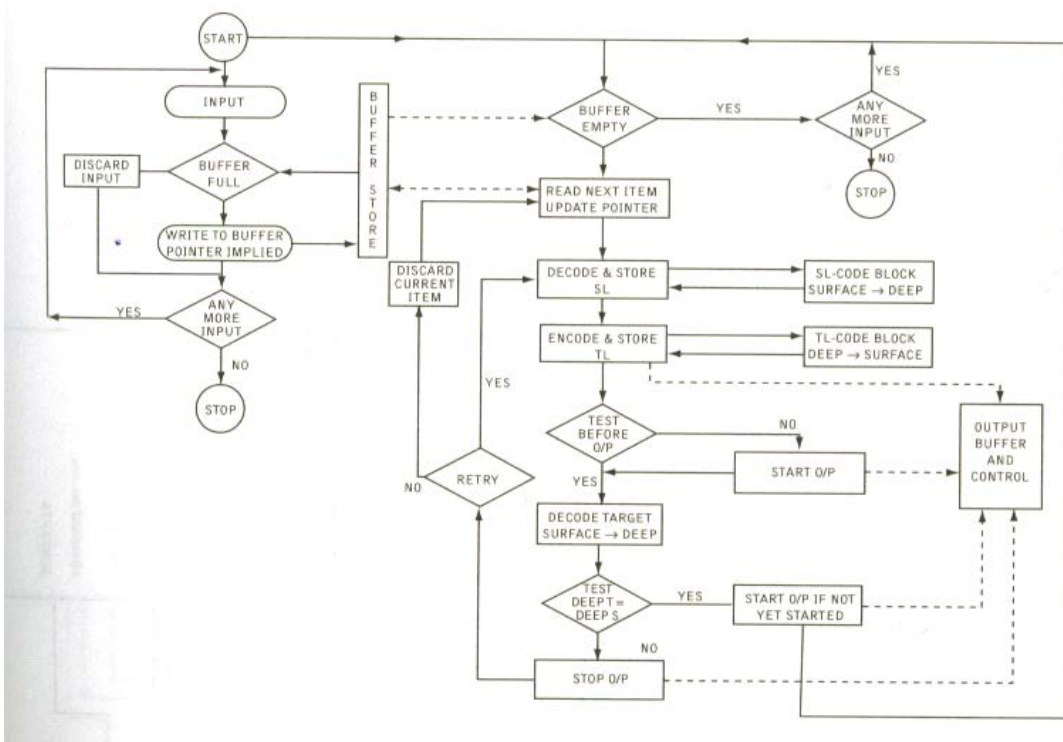 START
INPUT
BUFFER
FULL
DISCARD
INPUT
WRITE TO BUFFER
POINTER IMPLIED
YES
ANY
MORE
INPUT
NO
STOP
BUFFER STORE
BUFFER
EMPTY
YES
YES
ANY
MORE
INPUT
NO
STOP
READ NEXT ITEM
UPDATE POINTER
DISCARD
CURRENT
ITEM
DECODE & STORE
SL
SL-CODE BLOCK
SURFACE → DEEP
ENCODE & STORE
TL
TL-CODE BLOCK
DEEP → SURFACE
YES
TEST
BEFORE
O/P
NO
START O/P
OUTPUT
BUFFER
AND
CONTROL
NO
RETRY
YES
DECODE TARGET
SURFACE → DEEP
TEST
DEEP T =
DEEP S
YES
START O/P IF NOT
YET STARTED
NO
STOP O/P